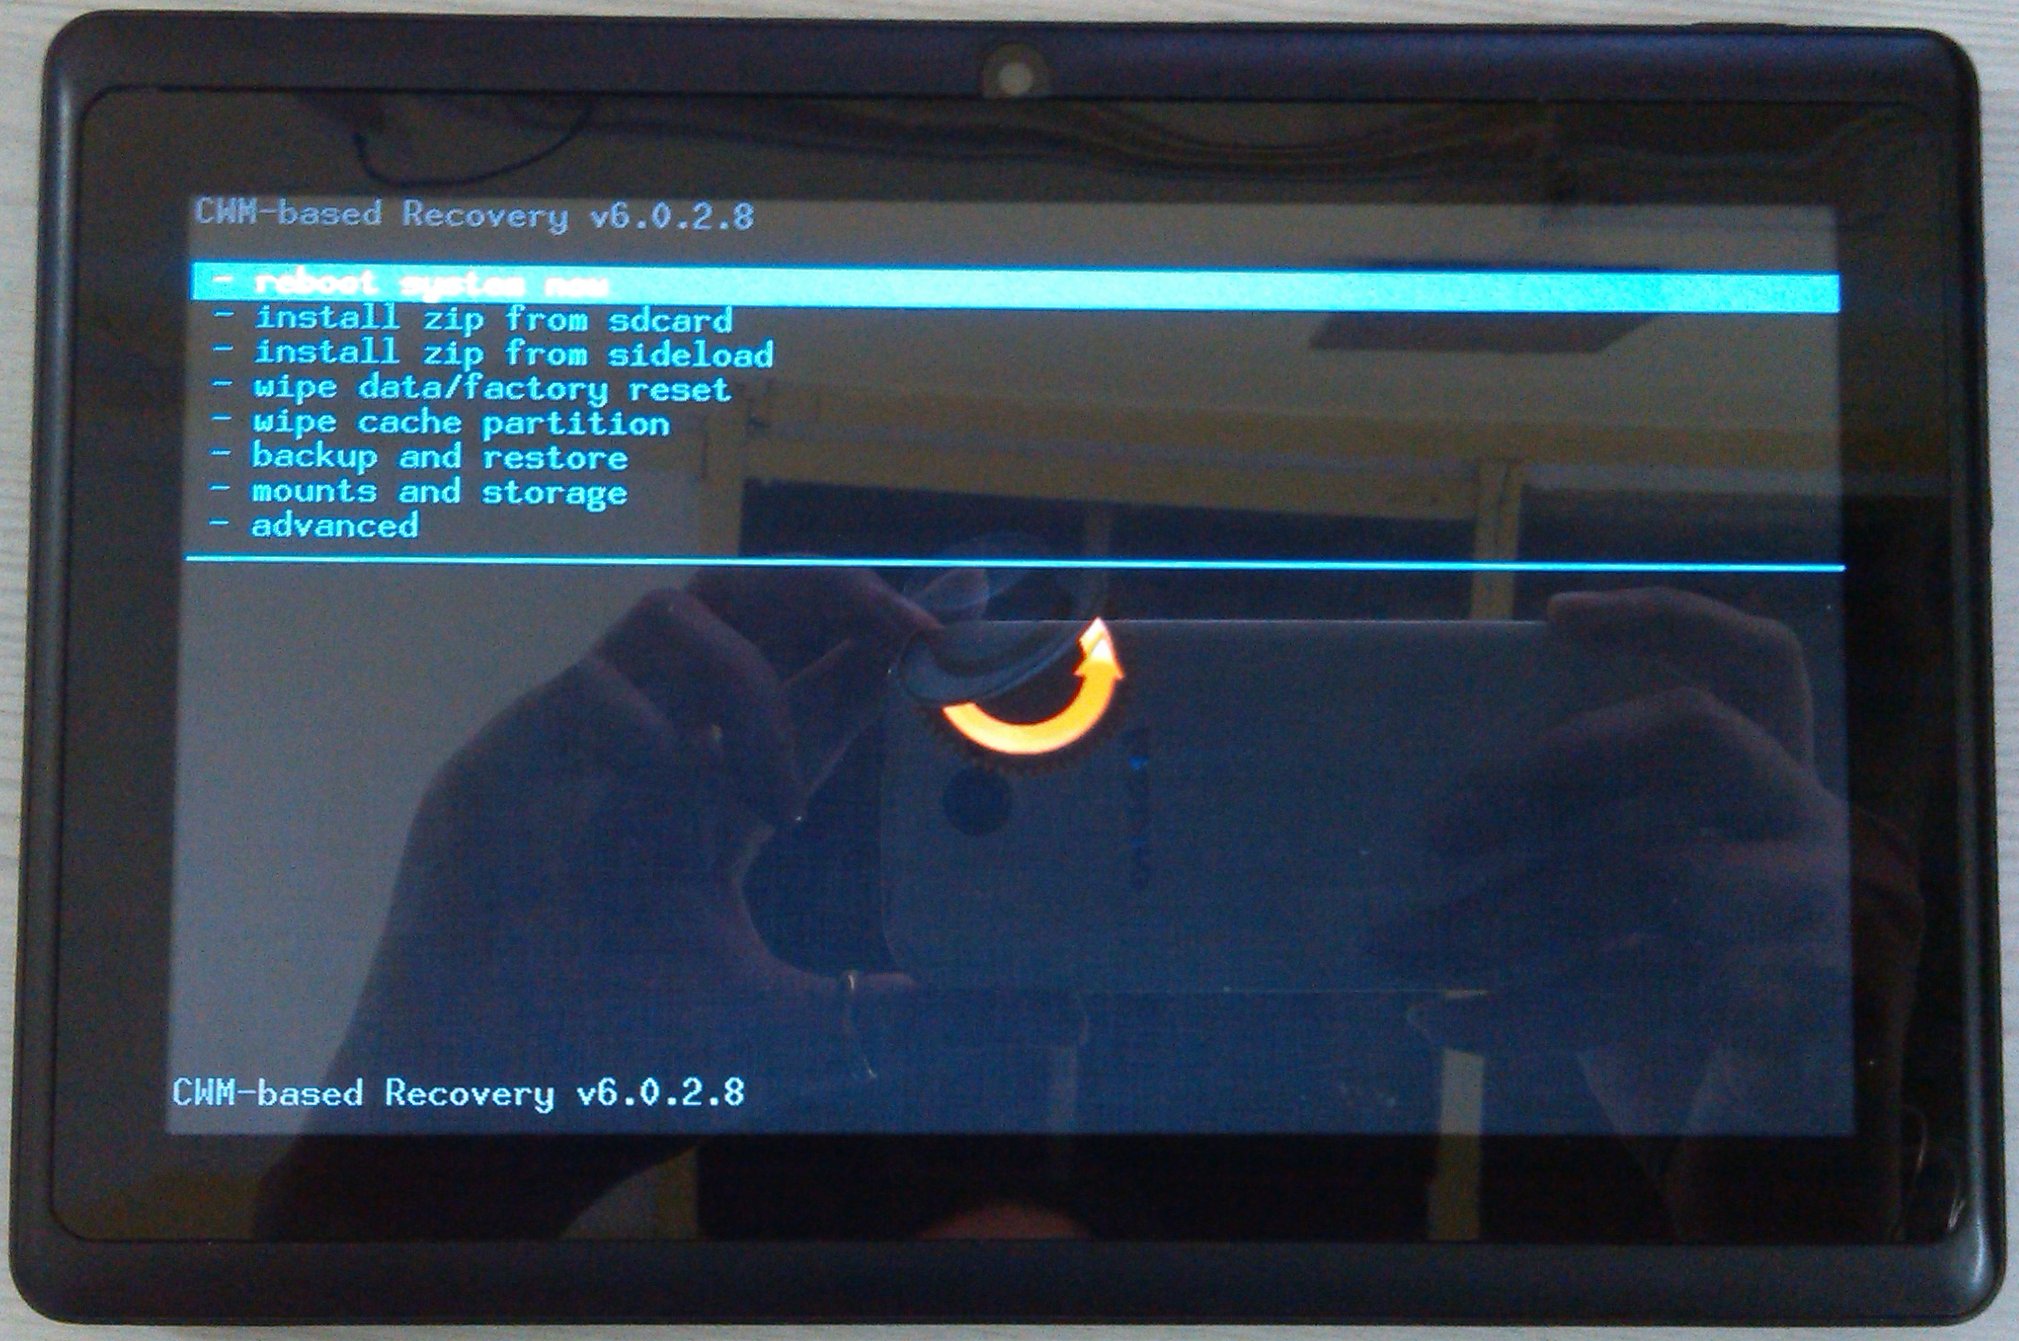 CWM-based Recovery v6.0.2.8
- reboot system now
- install zip from sdcard
- install zip from sideload
- wipe data/factory reset
- wipe cache partition
- backup and restore
- mounts and storage
- advanced
CWM-based Recovery v6.0.2.8